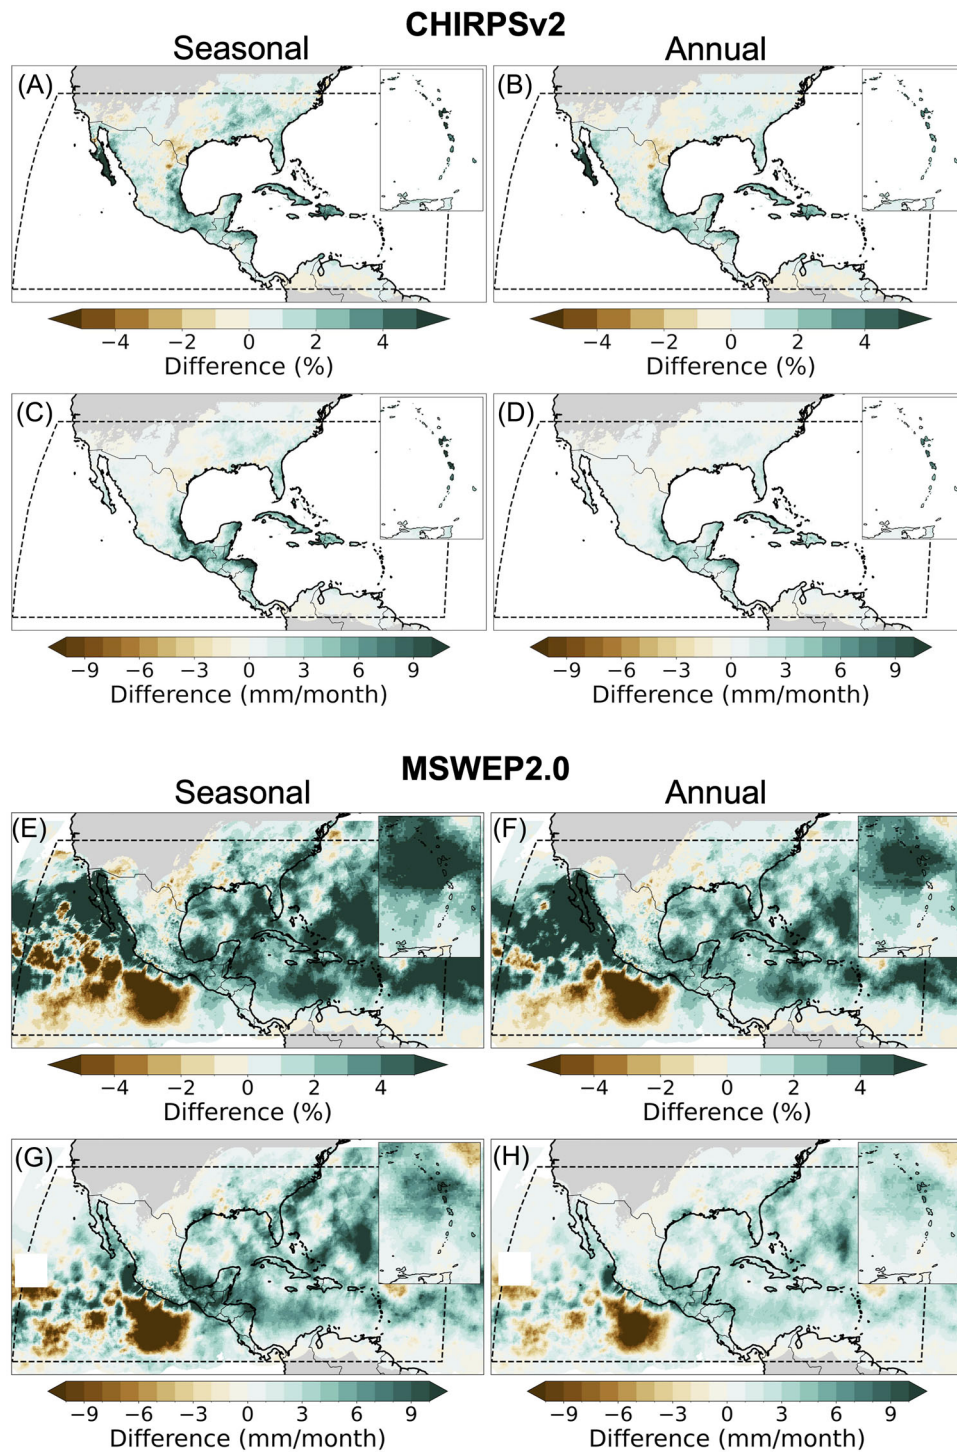 CHIRPSv2
Seasonal Annual
(A) (B)
−4 −2 0 2 4 −4 −2 0 2 4
Difference (%) Difference (%)
(C) (D)
−9 −6 −3 0 3 6 9 −9 −6 −3 0 3 6 9
Difference (mm/month) Difference (mm/month)
MSWEP2.0
Seasonal Annual
(E) (F)
−4 −2 0 2 4 −4 −2 0 2 4
Difference (%) Difference (%)
(G) (H)
−9 −6 −3 0 3 6 9 −9 −6 −3 0 3 6 9
Difference (mm/month) Difference (mm/month)